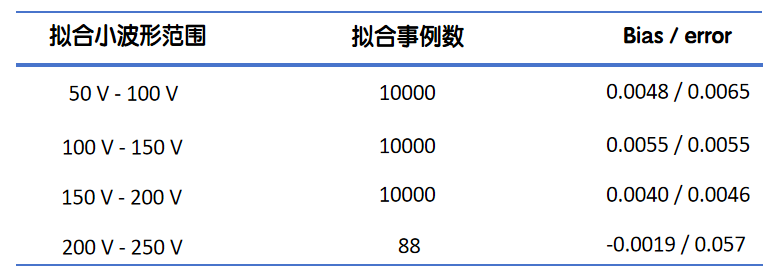 拟合小波形范围 拟合事例数 Bias / error
50 V - 100 V 10000 0.0048 / 0.0065
100 V - 150 V 10000 0.0055 / 0.0055
150 V - 200 V 10000 0.0040 / 0.0046
200 V - 250 V 88 -0.0019 / 0.057